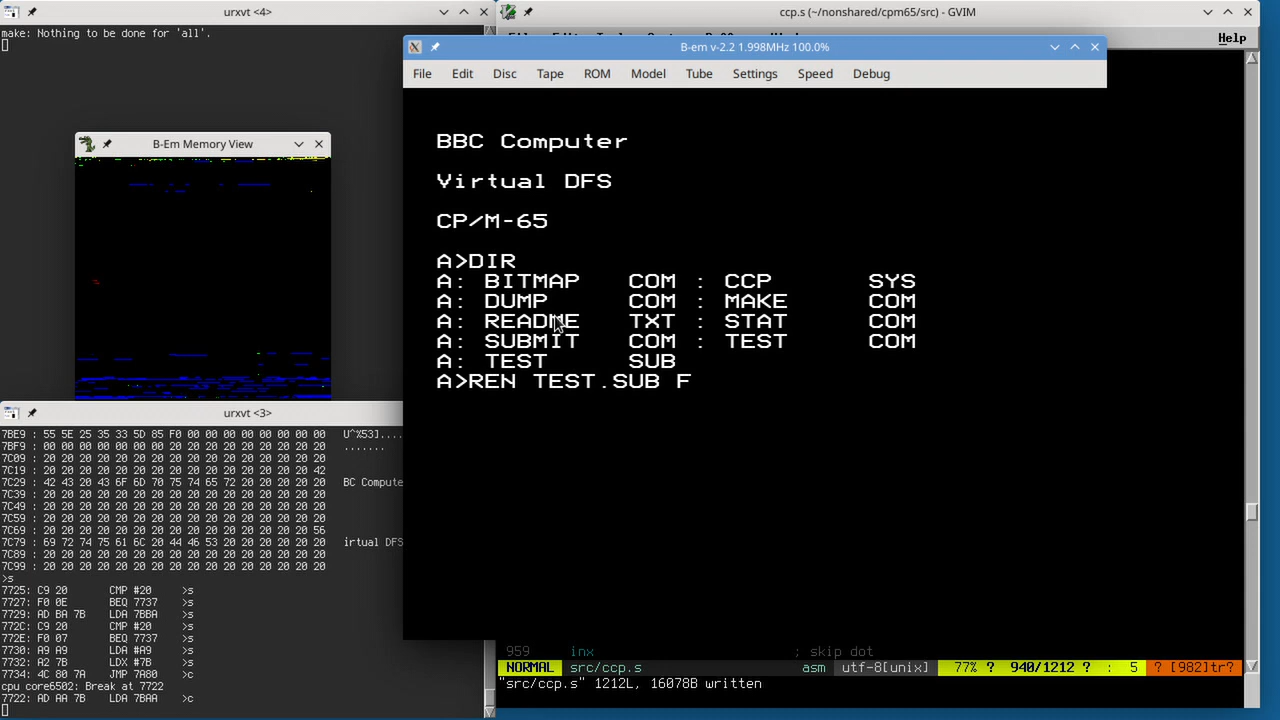 urxvt <4>
make: Nothing to be done for 'all'.
ccp.s (~/nonshared/cpm65/src) - GVIM
Help
B-em v-2.2 1.998MHz 100.0%
File Edit Disc Tape ROM Model Tube Settings Speed Debug
BBC Computer
Virtual DFS
CP/M-65
A>DIR
A: BITMAP COM : CCP SYS
A: DUMP COM : MAKE COM
A: README TXT : STAT COM
A: SUBMIT COM : TEST COM
A: TEST SUB
A>REN TEST.SUB F
B-Em Memory View
urxvt <3>
7BE9 : 55 5E 25 35 33 5D 85 F0 00 00 00 00 00 00 00 00 U^%53]....
7BF9 : 00 00 00 00 00 00 00 00 00 00 00 00 00 20 20 20 .......
7C09 : 20 20 20 20 20 20 20 20 20 20 20 20 20 20 20 20
7C19 : 20 20 20 20 20 20 20 20 20 20 20 20 20 20 20 42
7C29 : 42 43 20 43 6F 6D 70 75 74 65 72 20 20 20 20 20 BC Compute
7C39 : 20 20 20 20 20 20 20 20 20 20 20 20 20 20 20 20
7C49 : 20 20 20 20 20 20 20 20 20 20 20 20 20 20 20 20
7C59 : 20 20 20 20 20 20 20 20 20 20 20 20 20 20 20 20
7C69 : 20 20 20 20 20 20 20 20 20 20 20 20 20 20 20 56
7C79 : 69 72 74 75 61 6C 20 44 46 53 20 20 20 20 20 20 irtual DFS
7C89 : 20 20 20 20 20 20 20 20 20 20 20 20 20 20 20 20
7C99 : 20 20 20 20 20 20 20 20 20 20 20 20 20 20 20 20
>s
7725: C9 20 CMP #20 >s
7727: F0 0E BEQ 7737 >s
7729: AD BA 7B LDA 7BBA >s
772C: C9 20 CMP #20 >s
772E: F0 07 BEQ 7737 >s
7730: A9 A9 LDA #A9 >s
7732: A2 7B LDX #7B >s
7734: 4C 80 7A JMP 7A80 >c
cpu core6502: Break at 7722
7722: AD AA 7B LDA 7BAA >c
959 inx ; skip dot
NORMAL src/ccp.s asm utf-8[unix] 77% ? 940/1212 ? : 5 ? [982]tr?
"src/ccp.s" 1212L, 16078B written